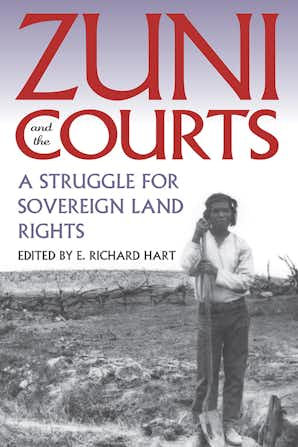 ZUNI
and the
COURTS
A STRUGGLE FOR
SOVEREIGN LAND
RIGHTS
EDITED BY E. RICHARD HART